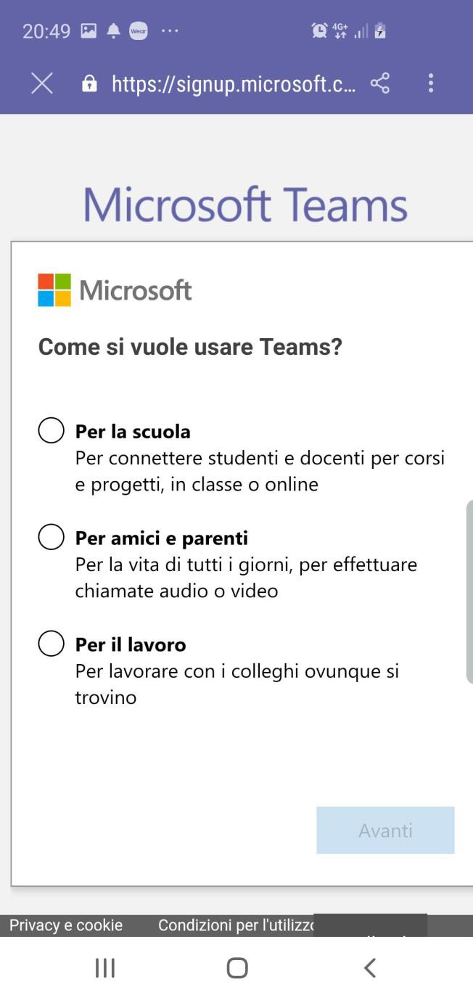 20:49 Wear ... 4G+
https://signup.microsoft.c...
Microsoft Teams
Microsoft
Come si vuole usare Teams?
Per la scuola
Per connettere studenti e docenti per corsi
e progetti, in classe o online
Per amici e parenti
Per la vita di tutti i giorni, per effettuare
chiamate audio o video
Per il lavoro
Per lavorare con i colleghi ovunque si
trovino
Avanti
Privacy e cookie Condizioni per l'utilizzo